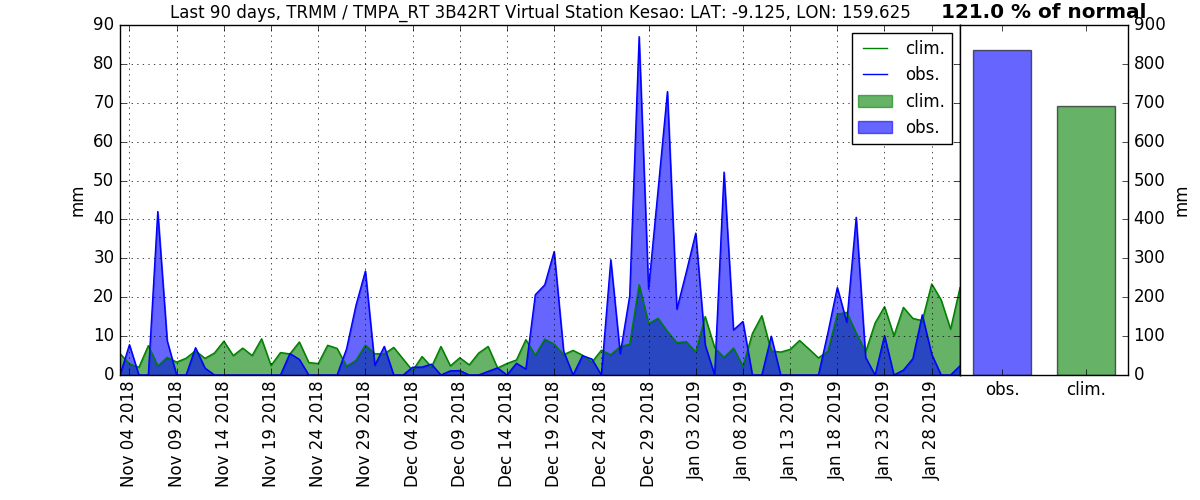 Last 90 days, TRMM / TMPA_RT 3B42RT Virtual Station Kesao: LAT: -9.125, LON: 159.625
121.0 % of normal
90
80
70
60
50
40
30
20
10
0
mm
clim.
obs.
clim.
obs.
900
800
700
600
500
400
300
200
100
0
mm
obs.
clim.
Nov 04 2018
Nov 09 2018
Nov 14 2018
Nov 19 2018
Nov 24 2018
Nov 29 2018
Dec 04 2018
Dec 09 2018
Dec 14 2018
Dec 19 2018
Dec 24 2018
Dec 29 2018
Jan 03 2019
Jan 08 2019
Jan 13 2019
Jan 18 2019
Jan 23 2019
Jan 28 2019